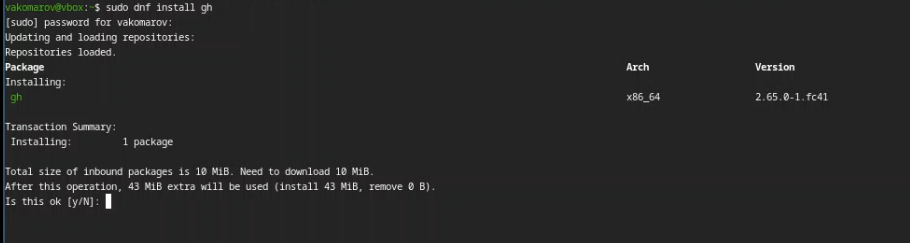 vakomarov@vbox:~$ sudo dnf install gh
[sudo] password for vakomarov:
Updating and loading repositories:
Repositories loaded.
Package Arch Version
Installing:
gh x86_64 2.65.0-1.fc41
Transaction Summary:
Installing: 1 package
Total size of inbound packages is 10 MiB. Need to download 10 MiB.
After this operation, 43 MiB extra will be used (install 43 MiB, remove 0 B).
Is this ok [y/N]: